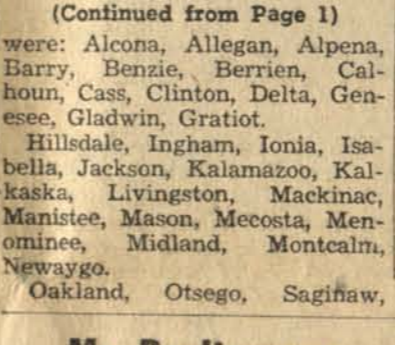 (Continued from Page 1)
were: Alcona, Allegan, Alpena,
Barry, Benzie, Berrien, Cal-
houn, Cass, Clinton, Delta, Gen-
esee, Gladwin, Gratiot.
Hillsdale, Ingham, Ionia, Isa-
bella, Jackson, Kalamazoo, Kal-
kaska, Livingston, Mackinac,
Manistee, Mason, Mecosta, Men-
ominee, Midland, Montcalm,
Newaygo.
Oakland, Otsego, Saginaw,